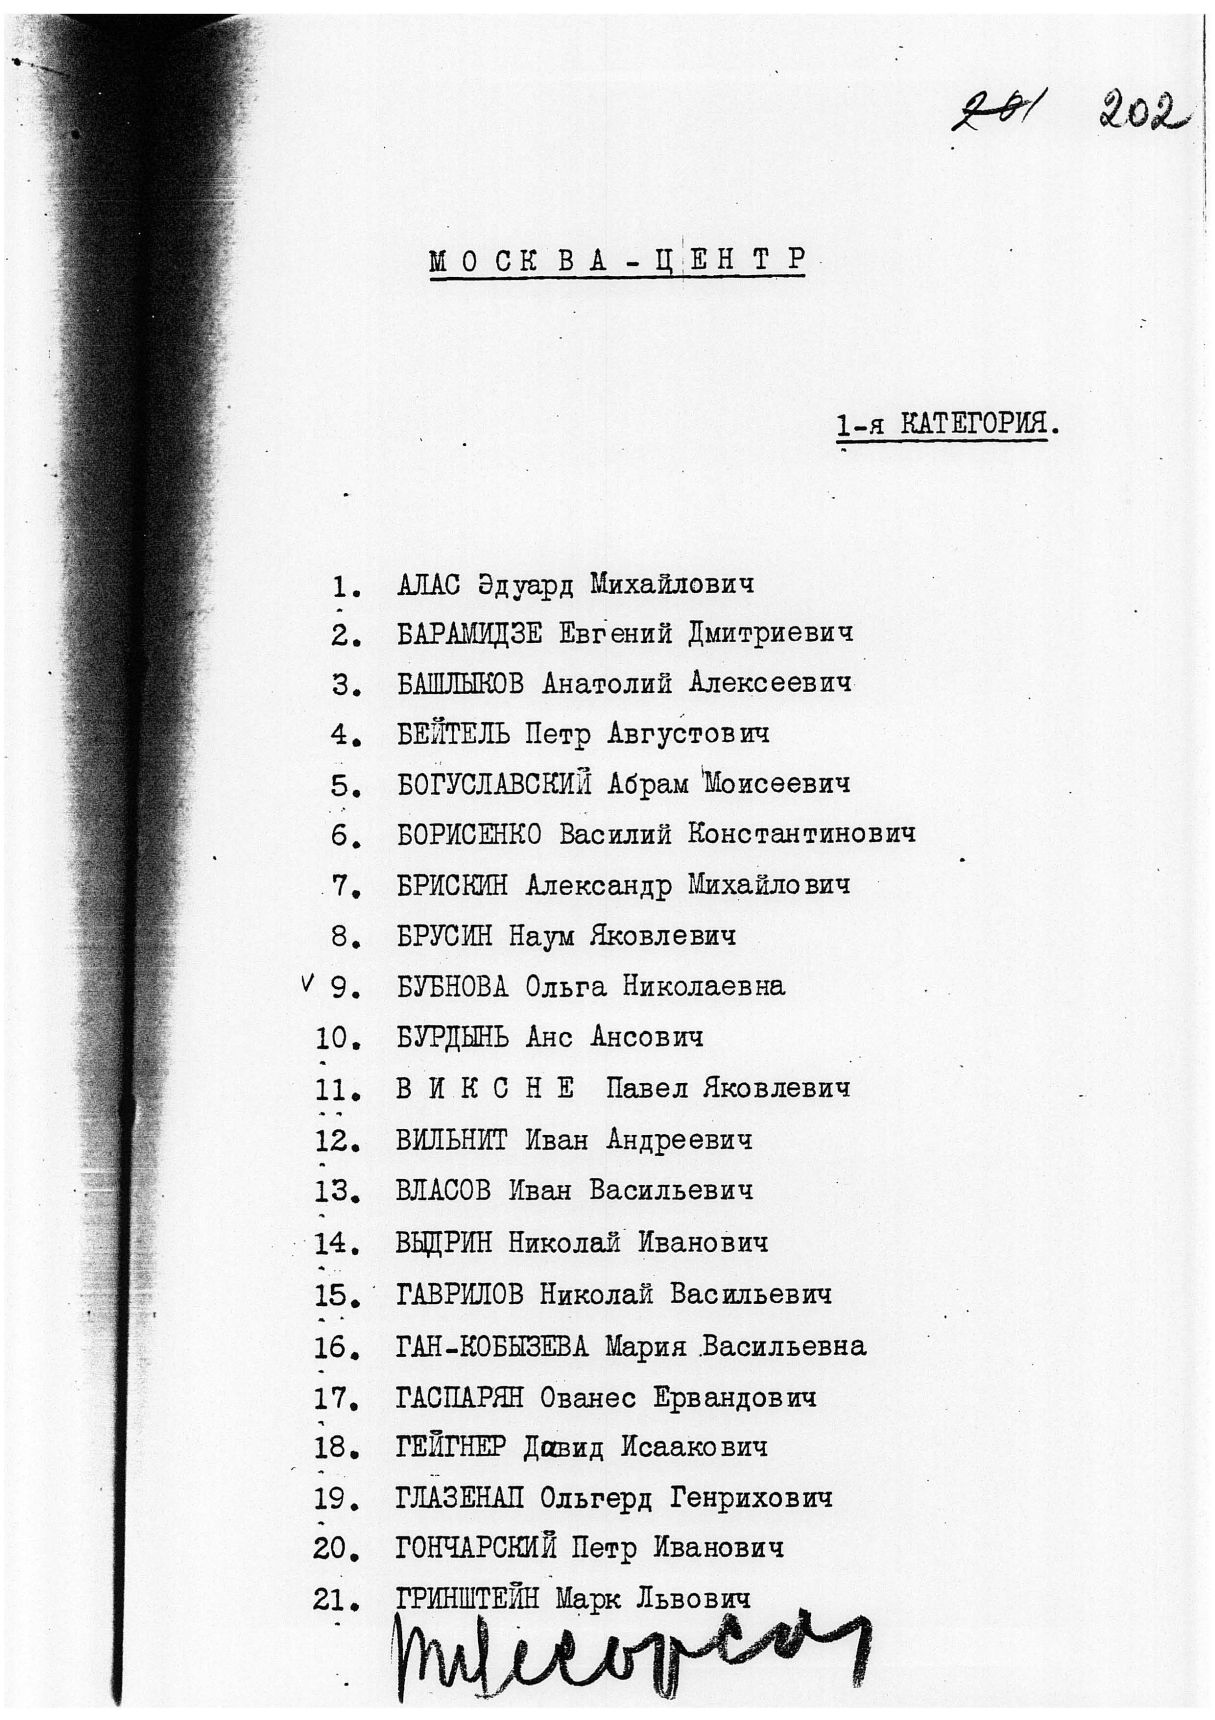 201 202
МОСКВА-ЦЕНТР
1-я КАТЕГОРИЯ.
1. АЛАС Эдуард Михайлович
2. БАРАМИДЗЕ Евгений Дмитриевич
3. БАШЛЫКОВ Анатолий Алексеевич
4. БЕЙТЕЛЬ Петр Августович
5. БОГУСЛАВСКИЙ Абрам Моисеевич
6. БОРИСЕНКО Василий Константинович
7. БРИСКИН Александр Михайлович
8. БРУСИН Наум Яковлевич
9. БУБНОВА Ольга Николаевна
10. БУРДЫНЬ Анс Ансович
11. В И К С Н Е Павел Яковлевич
12. ВИЛЬНИТ Иван Андреевич
13. ВЛАСОВ Иван Васильевич
14. ВЫДРИН Николай Иванович
15. ГАВРИЛОВ Николай Васильевич
16. ГАН-КОБЫЗЕВА Мария Васильевна
17. ГАСПАРЯН Ованес Ервандович
18. ГЕЙГНЕР Давид Исаакович
19. ГЛАЗЕНАП Ольгерд Генрихович
20. ГОНЧАРСКИЙ Петр Иванович
21. ГРИНШТЕЙН Марк Львович